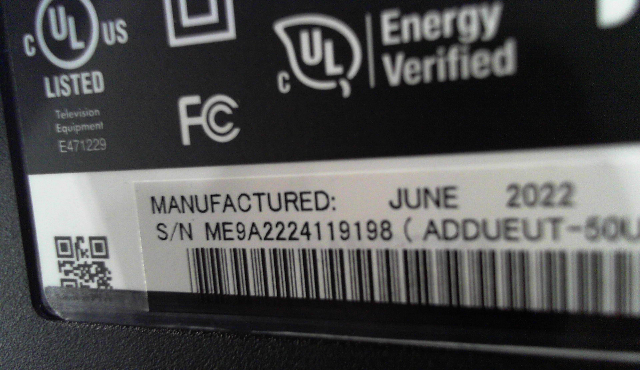 C UL US
LISTED
Television
Equipment
E471229
FC
C UL
Energy
Verified
MANUFACTURED: JUNE 2022
S/N ME9A2224119198 ( ADDUEUT-50U